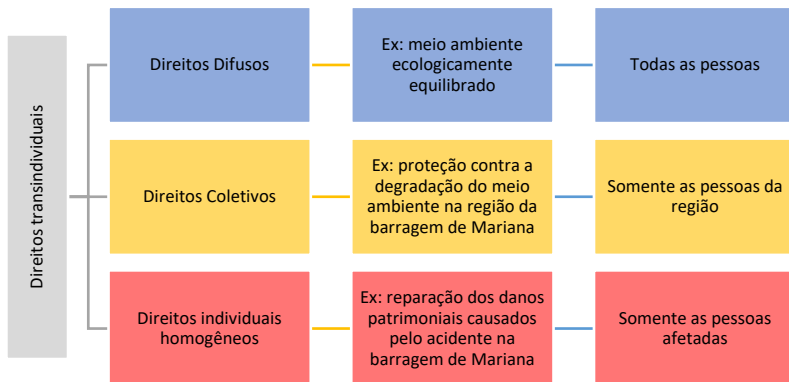 Direitos transindividuais
Direitos Difusos
Ex: meio ambiente
ecologicamente
equilibrado
Todas as pessoas
Direitos Coletivos
Ex: proteção contra a
degradação do meio
ambiente na região da
barragem de Mariana
Somente as pessoas da
região
Direitos individuais
homogêneos
Ex: reparação dos danos
patrimoniais causados
pelo acidente na
barragem de Mariana
Somente as pessoas
afetadas